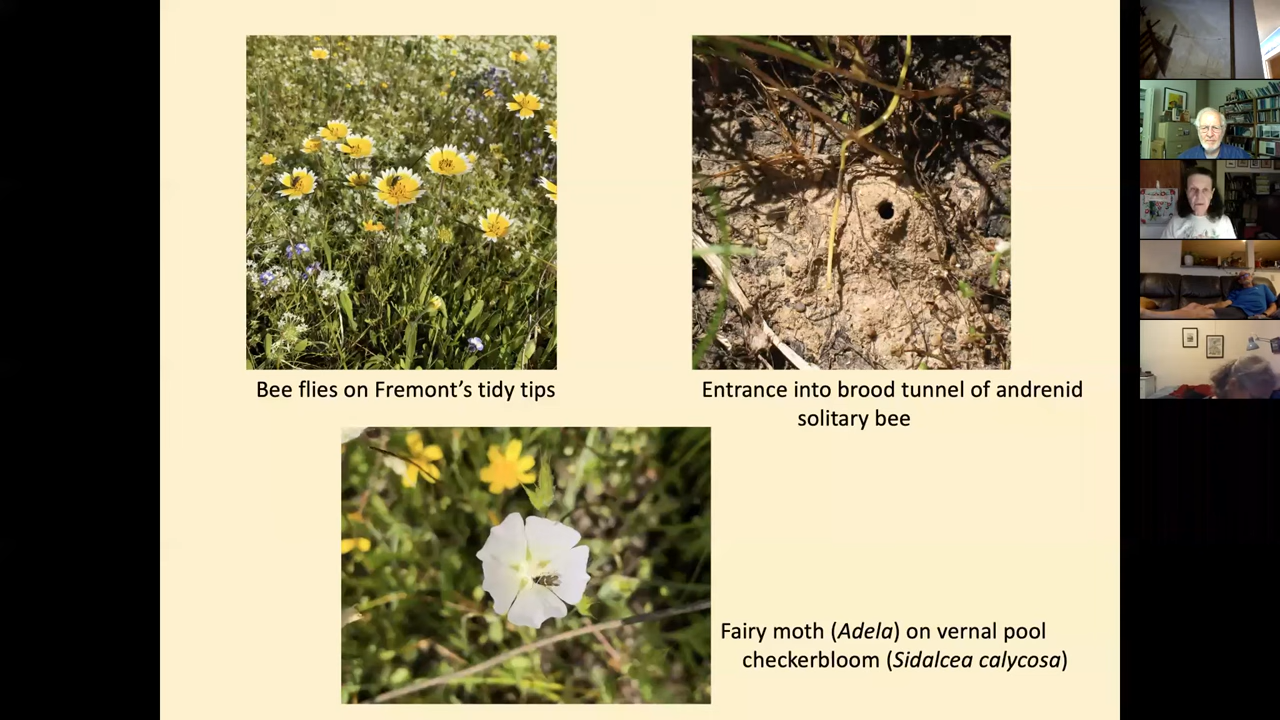 Bee flies on Fremont’s tidy tips
Entrance into brood tunnel of andrenid
solitary bee
Fairy moth (Adela) on vernal pool
checkerbloom (Sidalcea calycosa)